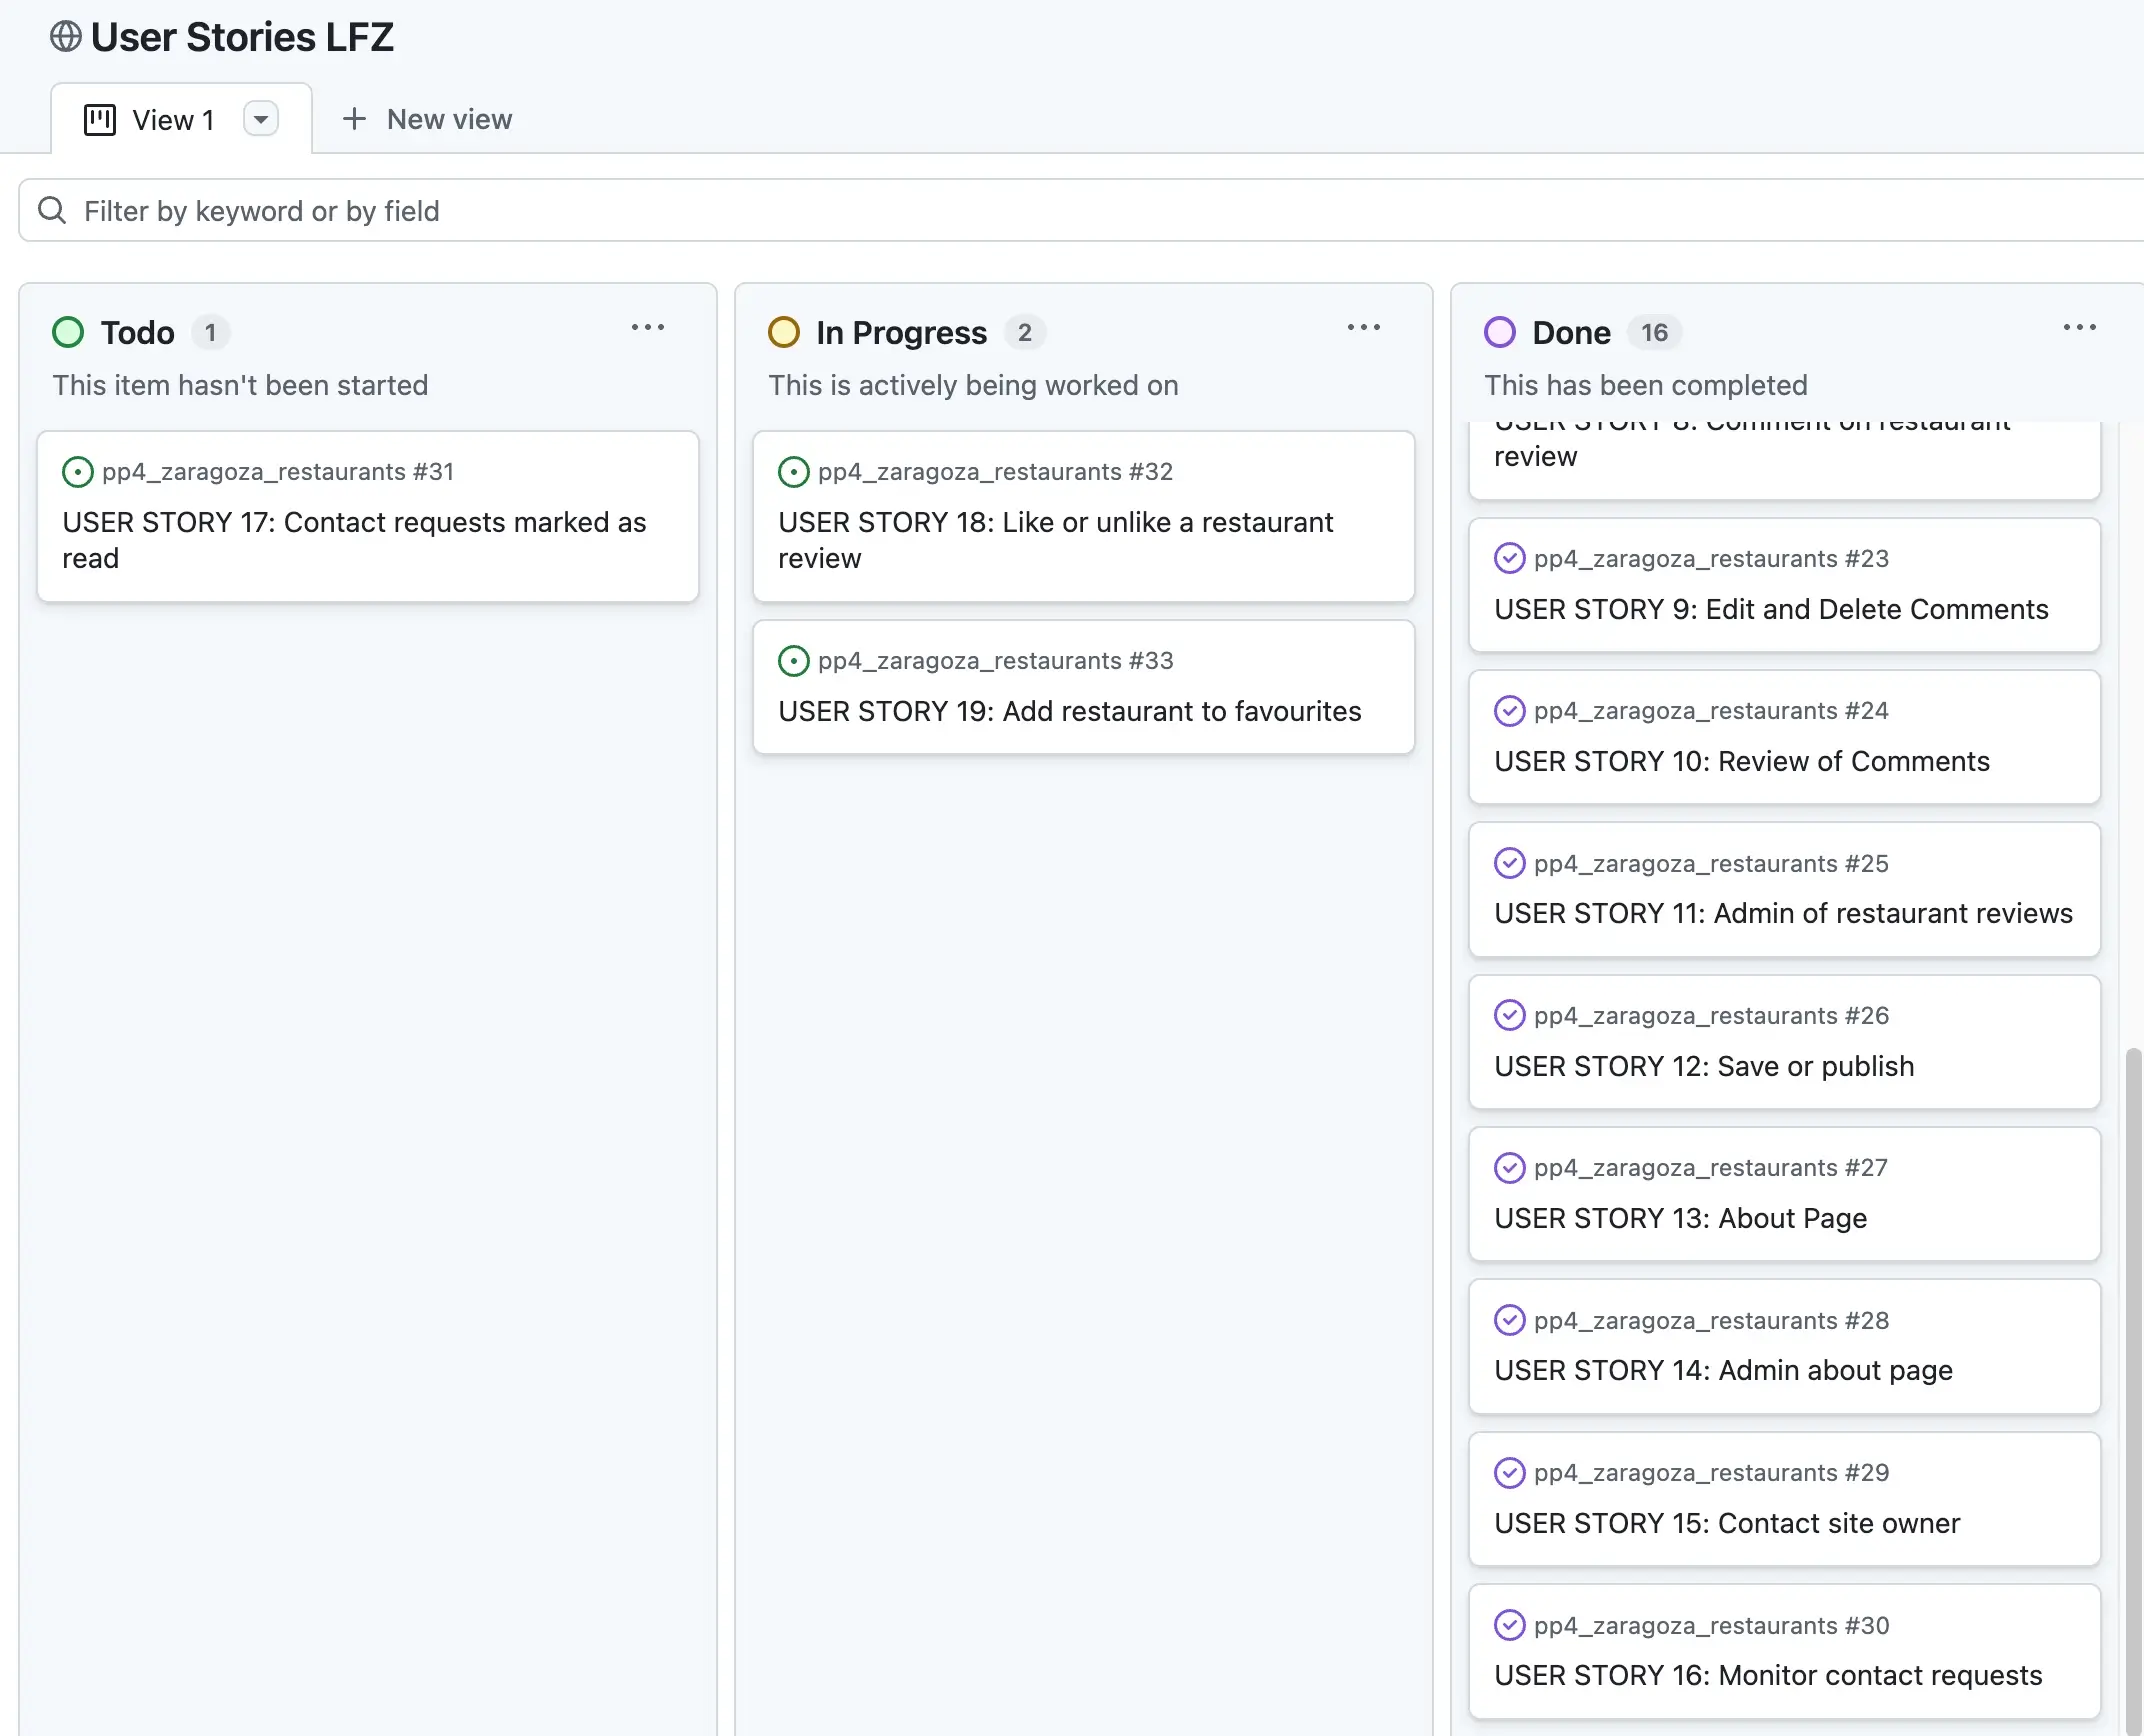 User Stories LFZ
View 1
New view
Filter by keyword or by field
Todo 1
This item hasn't been started
pp4_zaragoza_restaurants #31
USER STORY 17: Contact requests marked as
read
In Progress 2
This is actively being worked on
pp4_zaragoza_restaurants #32
USER STORY 18: Like or unlike a restaurant
review
pp4_zaragoza_restaurants #33
USER STORY 19: Add restaurant to favourites
Done 16
This has been completed
USER STORY 8: Comment on restaurant
review
pp4_zaragoza_restaurants #23
USER STORY 9: Edit and Delete Comments
pp4_zaragoza_restaurants #24
USER STORY 10: Review of Comments
pp4_zaragoza_restaurants #25
USER STORY 11: Admin of restaurant reviews
pp4_zaragoza_restaurants #26
USER STORY 12: Save or publish
pp4_zaragoza_restaurants #27
USER STORY 13: About Page
pp4_zaragoza_restaurants #28
USER STORY 14: Admin about page
pp4_zaragoza_restaurants #29
USER STORY 15: Contact site owner
pp4_zaragoza_restaurants #30
USER STORY 16: Monitor contact requests